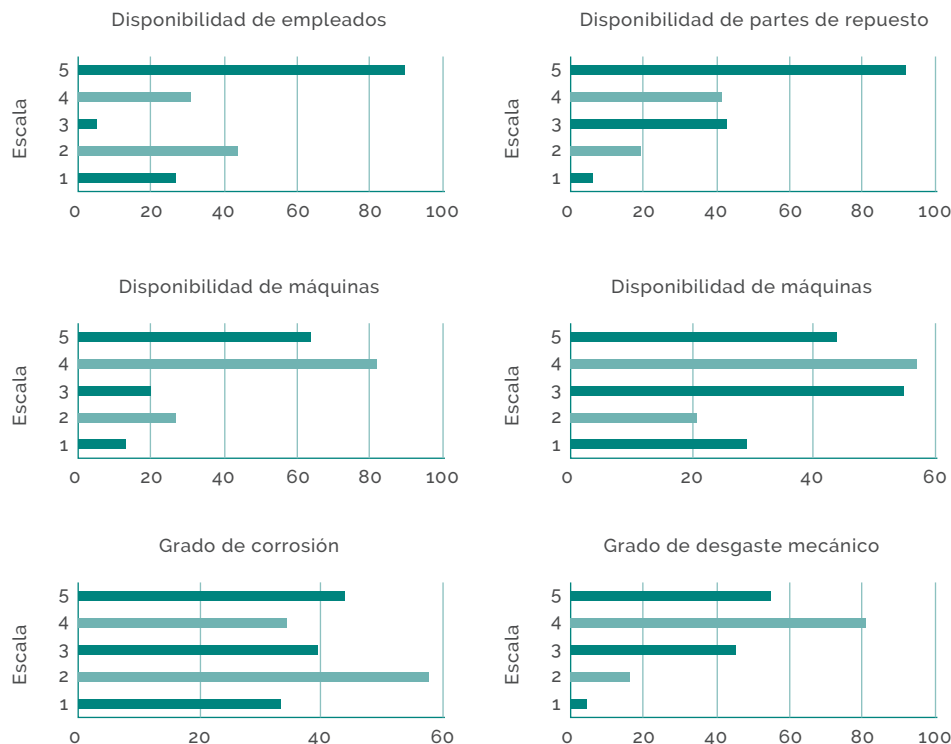 Disponibilidad de empleados
Escala
5
4
3
2
1
0 20 40 60 80 100
Disponibilidad de partes de repuesto
Escala
5
4
3
2
1
0 20 40 60 80 100
Disponibilidad de máquinas
Escala
5
4
3
2
1
0 20 40 60 80 100
Disponibilidad de máquinas
Escala
5
4
3
2
1
0 20 40 60
Grado de corrosión
Escala
5
4
3
2
1
0 20 40 60
Grado de desgaste mecánico
Escala
5
4
3
2
1
0 20 40 60 80 100